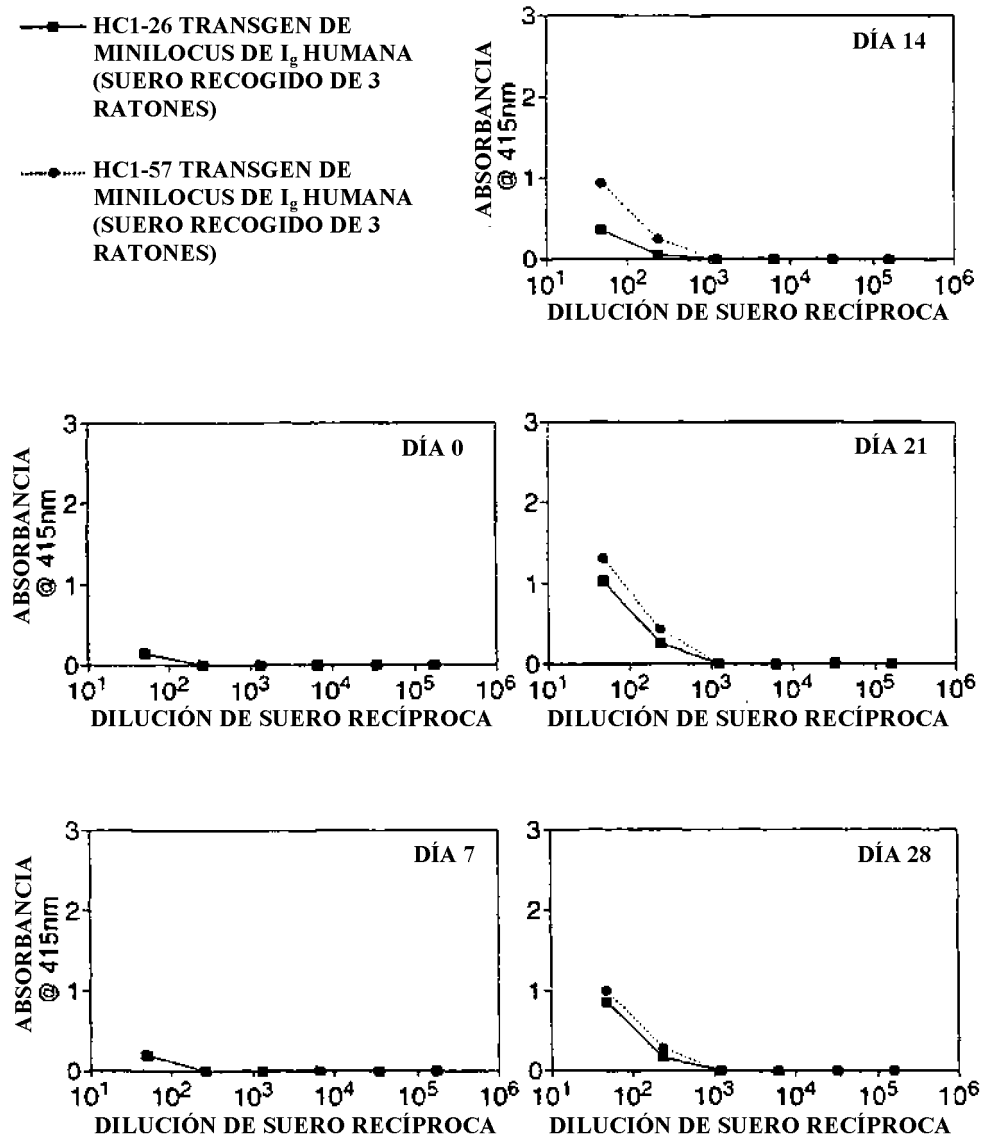 HC1-26 TRANSGEN DE
MINILOCUS DE Ig HUMANA
(SUERO RECOGIDO DE 3
RATONES)
HC1-57 TRANSGEN DE
MINILOCUS DE Ig HUMANA
(SUERO RECOGIDO DE 3
RATONES)
DÍA 14
ABSORBANCIA
@ 415nm
3
2
1
0
10¹ 10² 10³ 10⁴ 10⁵ 10⁶
DILUCIÓN DE SUERO RECÍPROCA
DÍA 0
ABSORBANCIA
@ 415nm
3
2
1
0
10¹ 10² 10³ 10⁴ 10⁵ 10⁶
DILUCIÓN DE SUERO RECÍPROCA
DÍA 21
3
2
1
0
10¹ 10² 10³ 10⁴ 10⁵ 10⁶
DILUCIÓN DE SUERO RECÍPROCA
DÍA 7
ABSORBANCIA
@ 415nm
3
2
1
0
10¹ 10² 10³ 10⁴ 10⁵ 10⁶
DILUCIÓN DE SUERO RECÍPROCA
DÍA 28
3
2
1
0
10¹ 10² 10³ 10⁴ 10⁵ 10⁶
DILUCIÓN DE SUERO RECÍPROCA